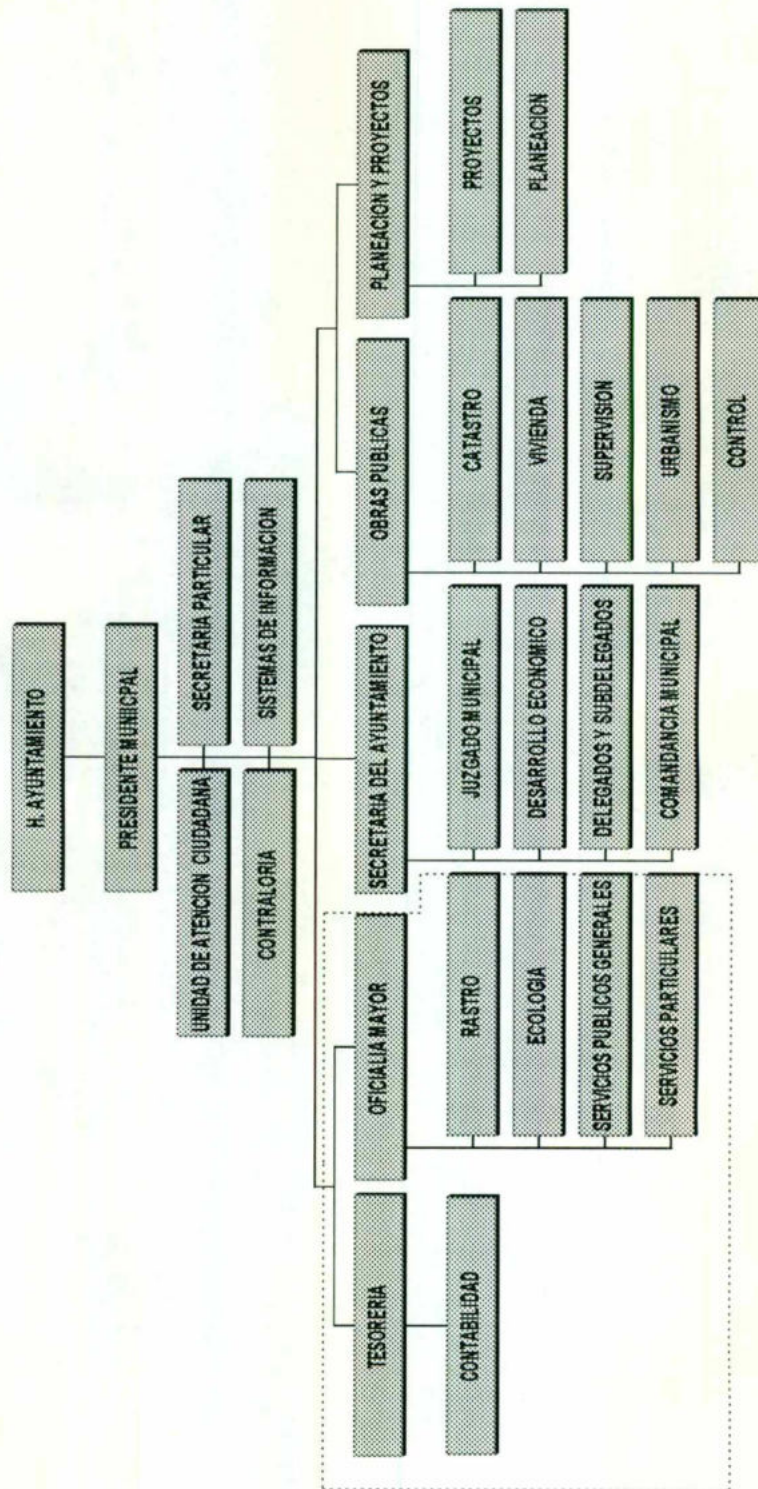 H. AYUNTAMIENTO
PRESIDENTE MUNIICPAL
UNIDAD DE ATENCION CIUDADANA
SECRETARIA PARTICULAR
CONTRALORIA
SISTEMAS DE INFORMACION
TESORERIA
OFICIALIA MAYOR
SECRETARIA DEL AYUNTAMIENTO
OBRAS PUBLICAS
PLANEACION Y PROYECTOS
CONTABILIDAD
RASTRO
ECOLOGIA
SERVICIOS PUBLICOS GENERALES
SERVICIOS PARTICULARES
JUZGADO MUNICIPAL
DESARROLLO ECONOMICO
DELEGADOS Y SUBDELEGADOS
COMANDANCIA MUNICIPAL
CATASTRO
VIVIENDA
SUPERVISION
URBANISMO
CONTROL
PROYECTOS
PLANEACION